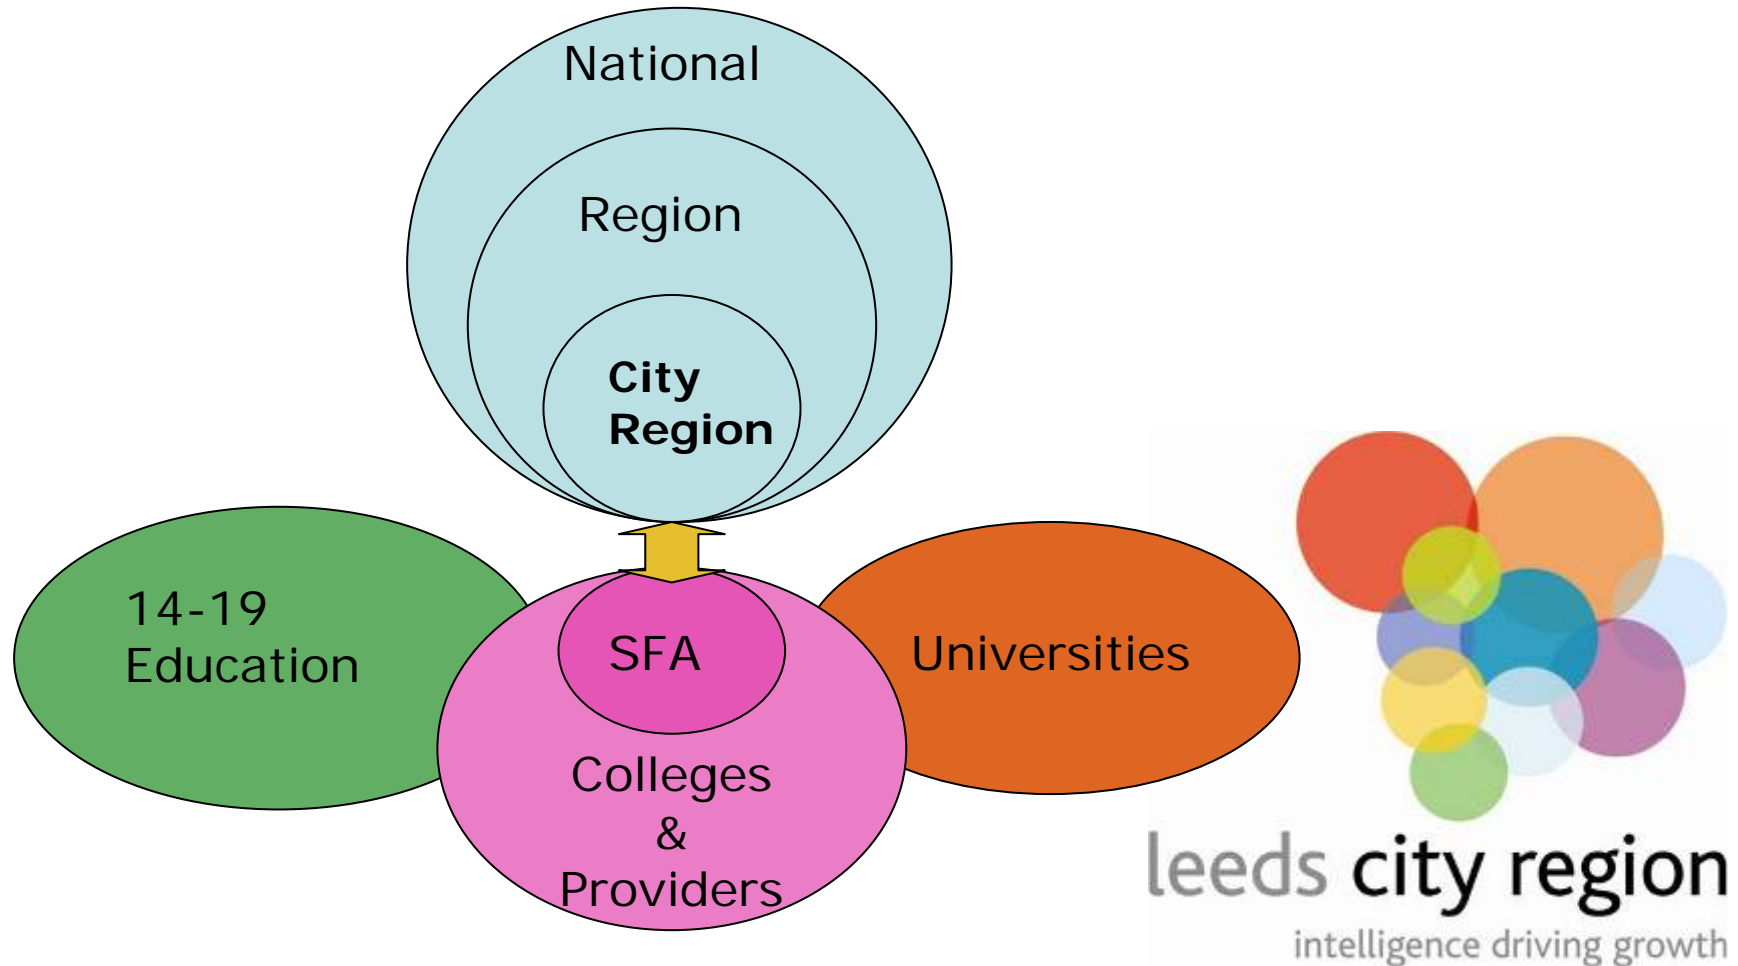 National
Region
City
Region
14-19
Education
SFA
Universities
Colleges
&
Providers
leeds city region
intelligence driving growth